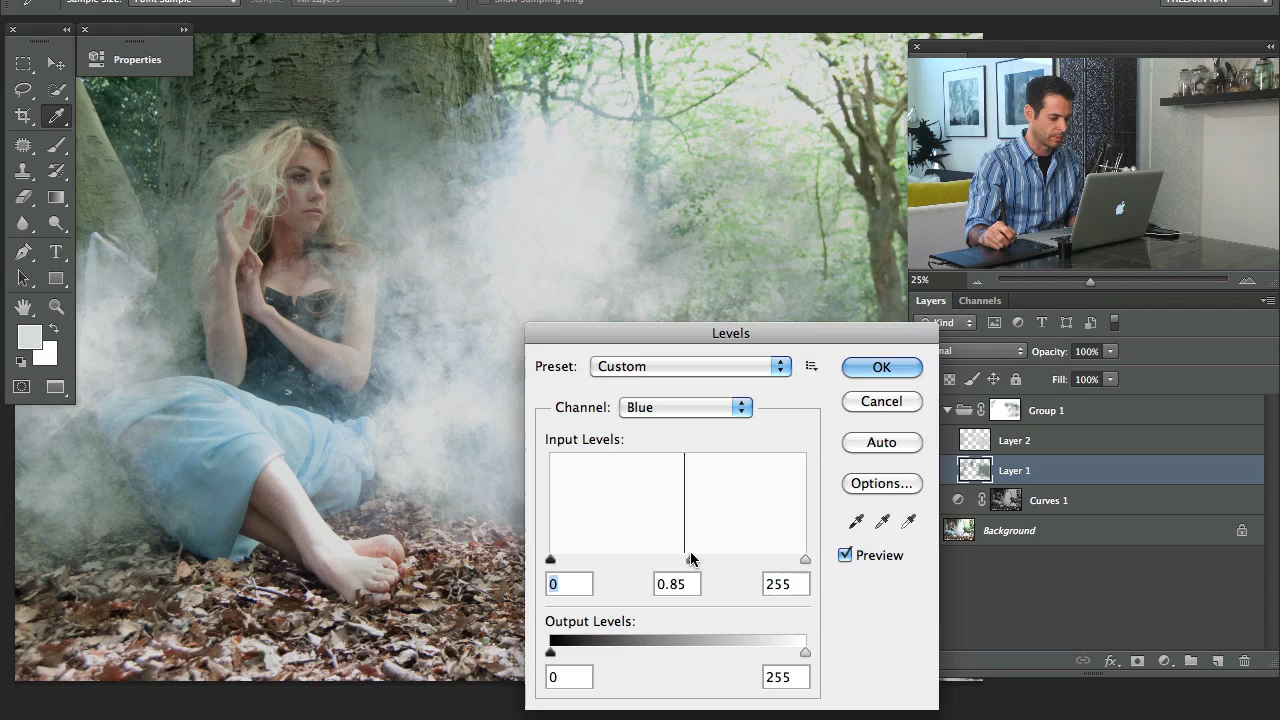 Sample Size: Point Sample Sample: All Layers Show Sampling Ring
Properties
25%
Layers Channels
Kind
Opacity: 100%
Fill: 100%
Group 1
Layer 2
Layer 1
Curves 1
Background
Levels
Preset: Custom
Channel: Blue
Input Levels:
0 0.85 255
Output Levels:
0 255
OK
Cancel
Auto
Options...
Preview